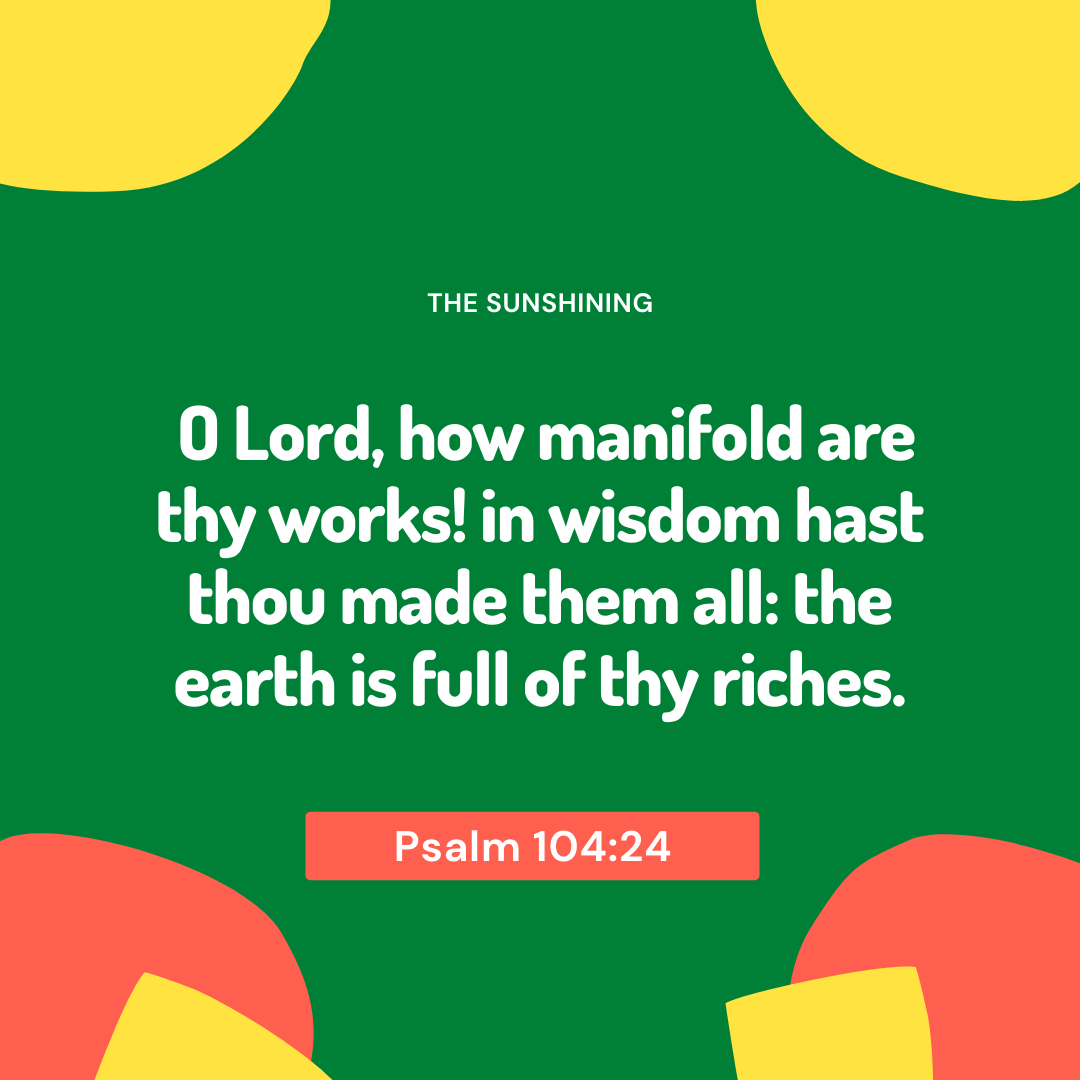 THE SUNSHINING
O Lord, how manifold are
thy works! in wisdom hast
thou made them all: the
earth is full of thy riches.
Psalm 104:24